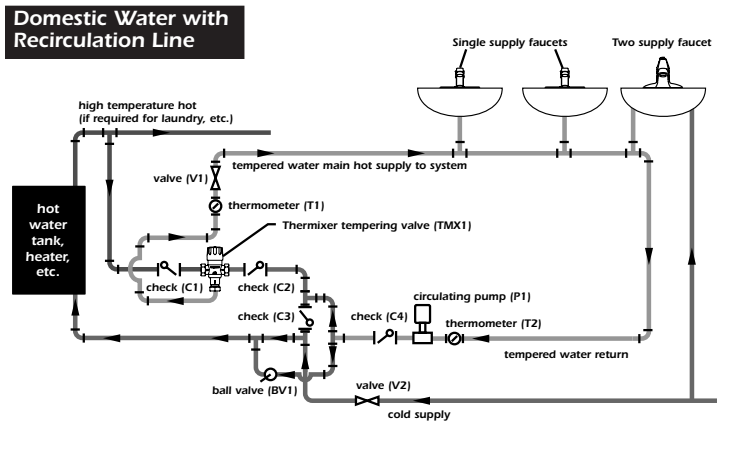 Domestic Water with
Recirculation Line
Single supply faucets
Two supply faucet
high temperature hot
(if required for laundry, etc.)
tempered water main hot supply to system
valve (V1)
thermometer (T1)
hot
water
tank,
heater,
etc.
Thermixer tempering valve (TMX1)
check (C1)
check (C2)
circulating pump (P1)
check (C3)
check (C4)
thermometer (T2)
tempered water return
ball valve (BV1)
valve (V2)
cold supply